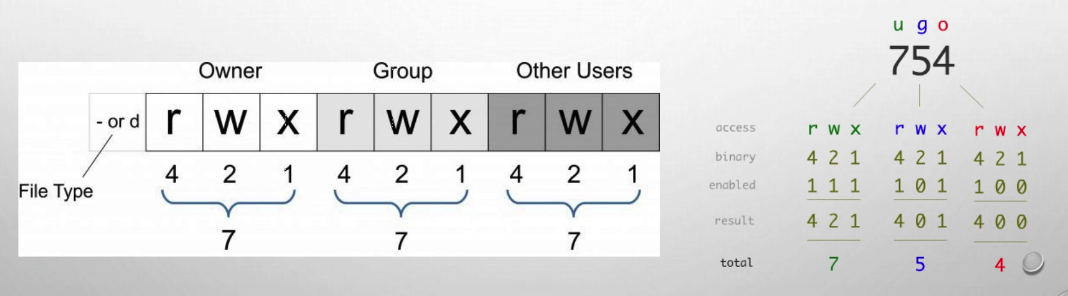 Owner Group Other Users
- or d r w x r w x r w x
4 2 1 4 2 1 4 2 1
File Type
7 7 7
u g o
754
access r w x r w x r w x
binary 4 2 1 4 2 1 4 2 1
enabled 1 1 1 1 0 1 1 0 0
result 4 2 1 4 0 1 4 0 0
total 7 5 4